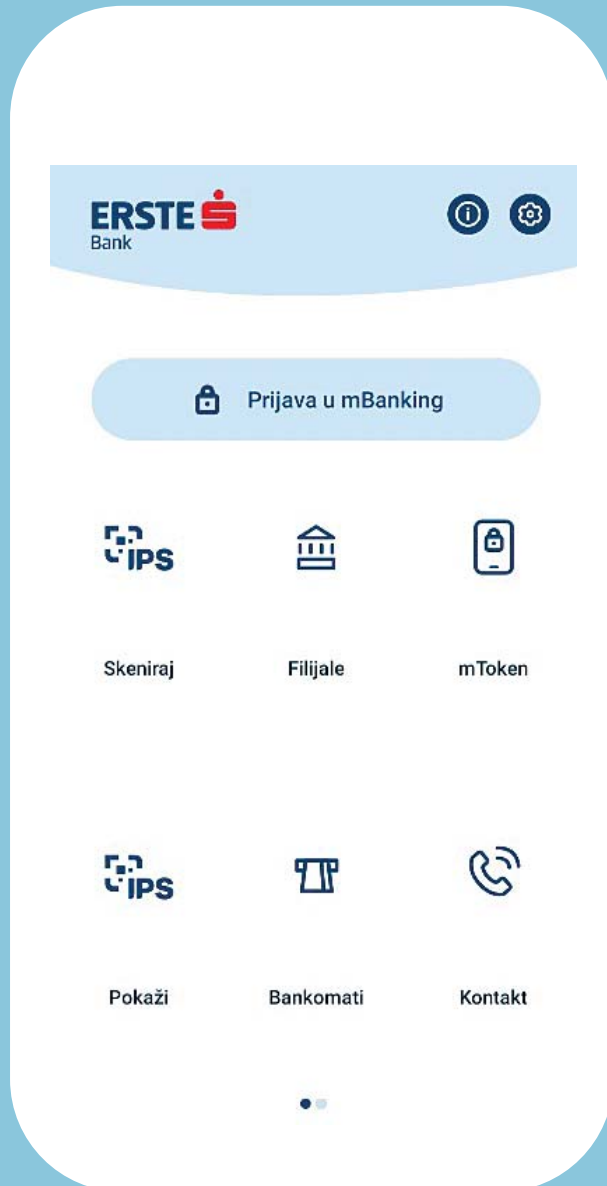 ERSTE
Bank
Prijava u mBanking
IPS
Skeniraj
Filijale
mToken
IPS
Pokaži
Bankomati
Kontakt